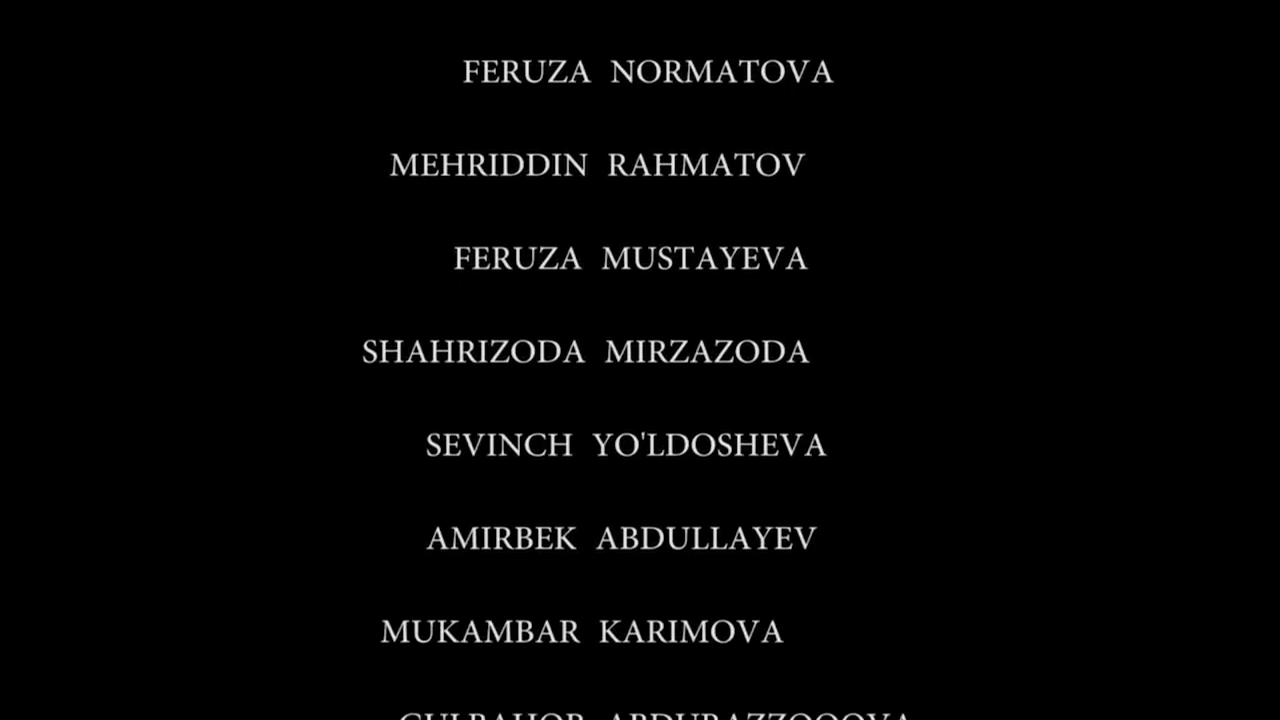 FERUZA NORMATOVA
MEHRIDDIN RAHMATOV
FERUZA MUSTAYEVA
SHAHRIZODA MIRZAZODA
SEVINCH YO'LDOSHEVA
AMIRBEK ABDULLAYEV
MUKAMBAR KARIMOVA